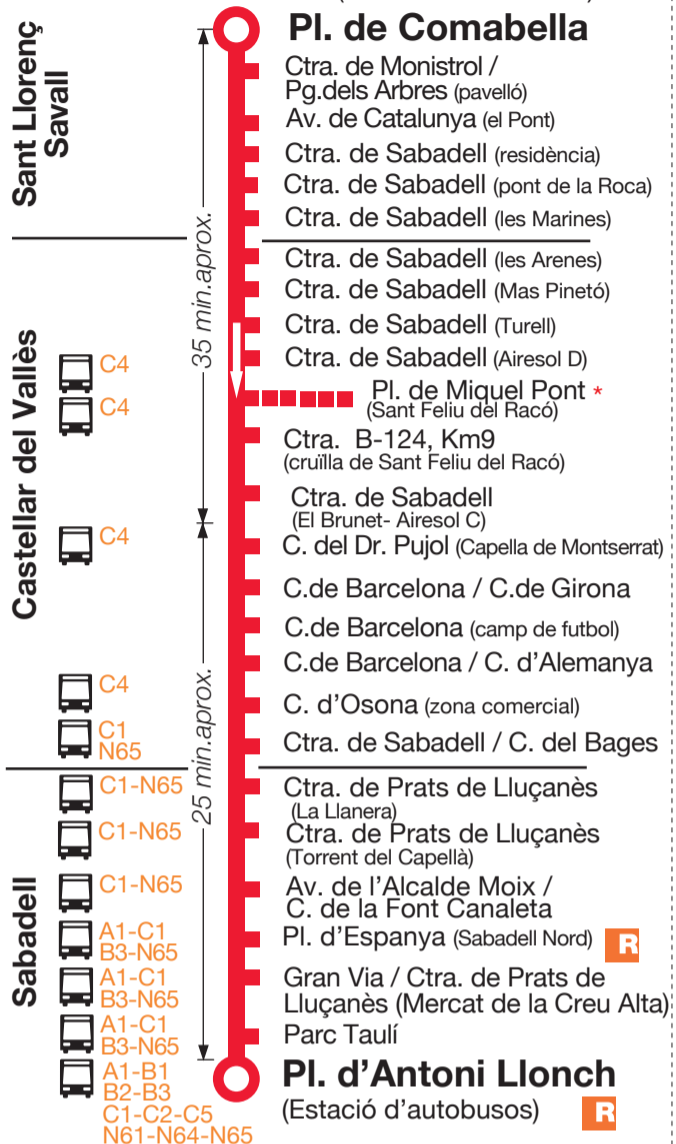 Pl. de Comabella
Sant Llorenç
Savall
Ctra. de Monistrol /
Pg.dels Arbres (pavelló)
Av. de Catalunya (el Pont)
Ctra. de Sabadell (residència)
Ctra. de Sabadell (pont de la Roca)
Ctra. de Sabadell (les Marines)
35 min.aprox.
Castellar del Vallès
Ctra. de Sabadell (les Arenes)
Ctra. de Sabadell (Mas Pinetó)
Ctra. de Sabadell (Turell)
C4
Ctra. de Sabadell (Airesol D)
C4
Pl. de Miquel Pont *
(Sant Feliu del Racó)
Ctra. B-124, Km9
(cruïlla de Sant Feliu del Racó)
Ctra. de Sabadell
(El Brunet- Airesol C)
C4
C. del Dr. Pujol (Capella de Montserrat)
C.de Barcelona / C.de Girona
C.de Barcelona (camp de futbol)
C.de Barcelona / C. d'Alemanya
25 min.aprox.
C4
C. d'Osona (zona comercial)
C1
N65
Ctra. de Sabadell / C. del Bages
Sabadell
C1-N65
Ctra. de Prats de Lluçanès
(La Llanera)
C1-N65
Ctra. de Prats de Lluçanès
(Torrent del Capellà)
C1-N65
Av. de l'Alcalde Moix /
C. de la Font Canaleta
A1-C1
B3-N65
Pl. d'Espanya (Sabadell Nord) R
A1-C1
B3-N65
Gran Via / Ctra. de Prats de
Lluçanès (Mercat de la Creu Alta)
A1-C1
B3-N65
Parc Taulí
A1-B1
B2-B3
C1-C2-C5
N61-N64-N65
Pl. d'Antoni Llonch
(Estació d'autobusos) R